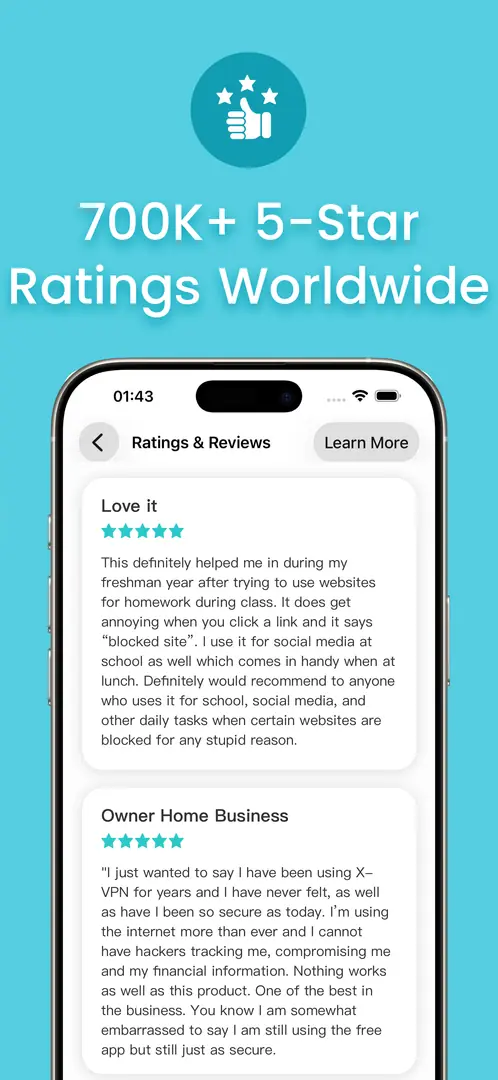 700K+ 5-Star
Ratings Worldwide
01:43
Ratings & Reviews
Learn More
Love it
This definitely helped me in during my
freshman year after trying to use websites
for homework during class. It does get
annoying when you click a link and it says
“blocked site”. I use it for social media at
school as well which comes in handy when at
lunch. Definitely would recommend to anyone
who uses it for school, social media, and
other daily tasks when certain websites are
blocked for any stupid reason.
Owner Home Business
"I just wanted to say I have been using X-
VPN for years and I have never felt, as well
as have I been so secure as today. I’m using
the internet more than ever and I cannot
have hackers tracking me, compromising me
and my financial information. Nothing works
as well as this product. One of the best in
the business. You know I am somewhat
embarrassed to say I am still using the free
app but still just as secure.